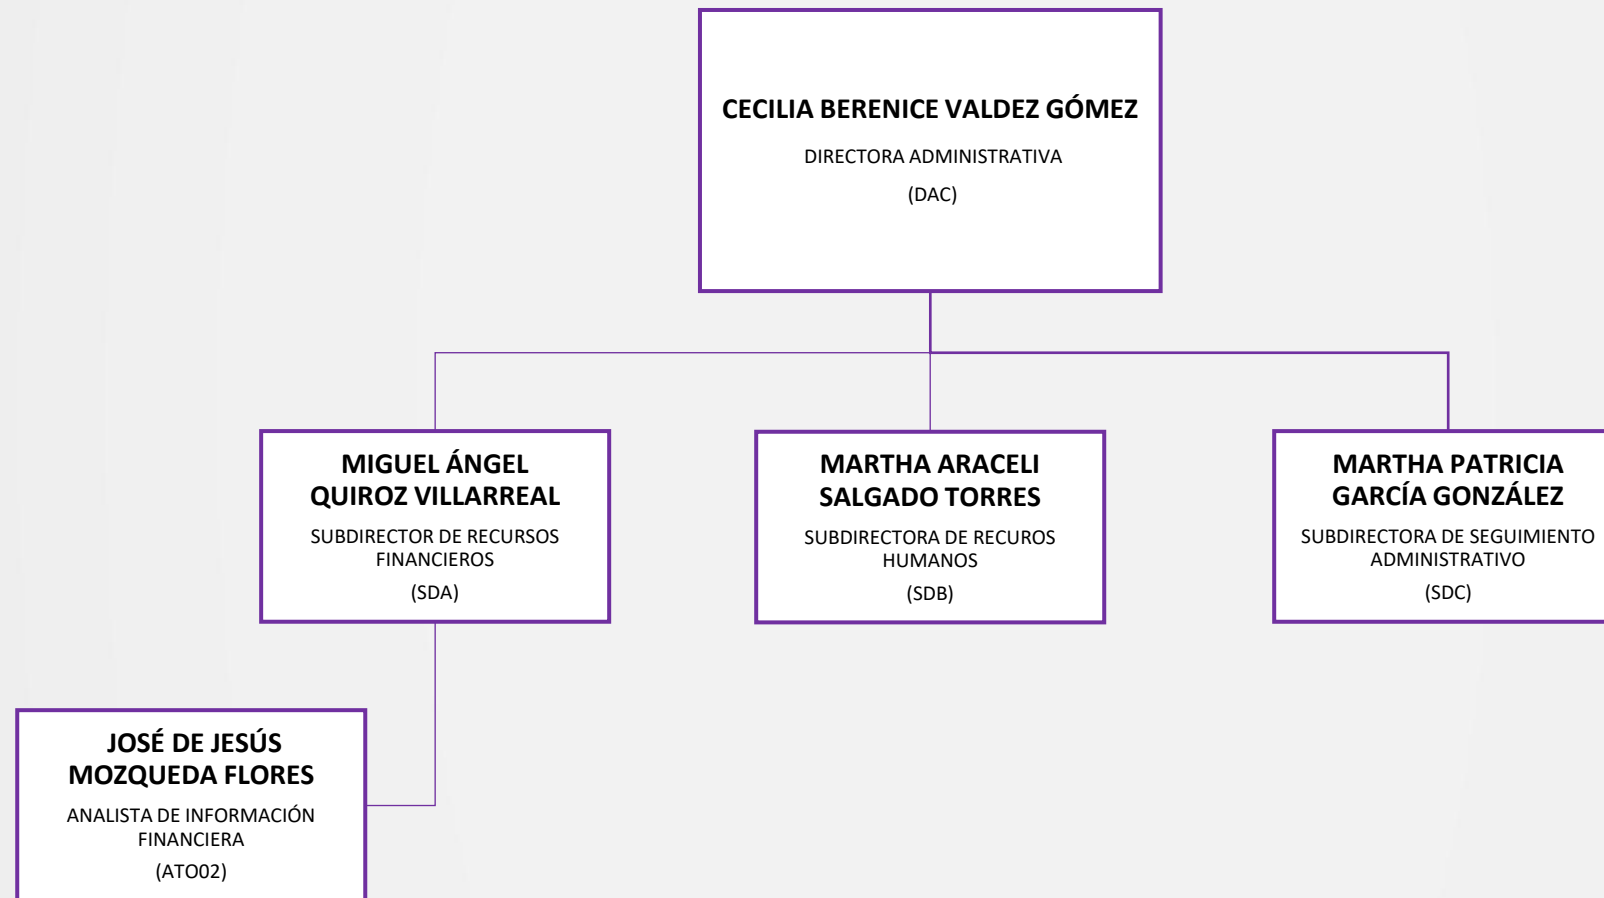 CECILIA BERENICE VALDEZ GÓMEZ
DIRECTORA ADMINISTRATIVA
(DAC)
MIGUEL ÁNGEL
QUIROZ VILLARREAL
SUBDIRECTOR DE RECURSOS
FINANCIEROS
(SDA)
MARTHA ARACELI
SALGADO TORRES
SUBDIRECTORA DE RECUROS
HUMANOS
(SDB)
MARTHA PATRICIA
GARCÍA GONZÁLEZ
SUBDIRECTORA DE SEGUIMIENTO
ADMINISTRATIVO
(SDC)
JOSÉ DE JESÚS
MOZQUEDA FLORES
ANALISTA DE INFORMACIÓN
FINANCIERA
(ATO02)